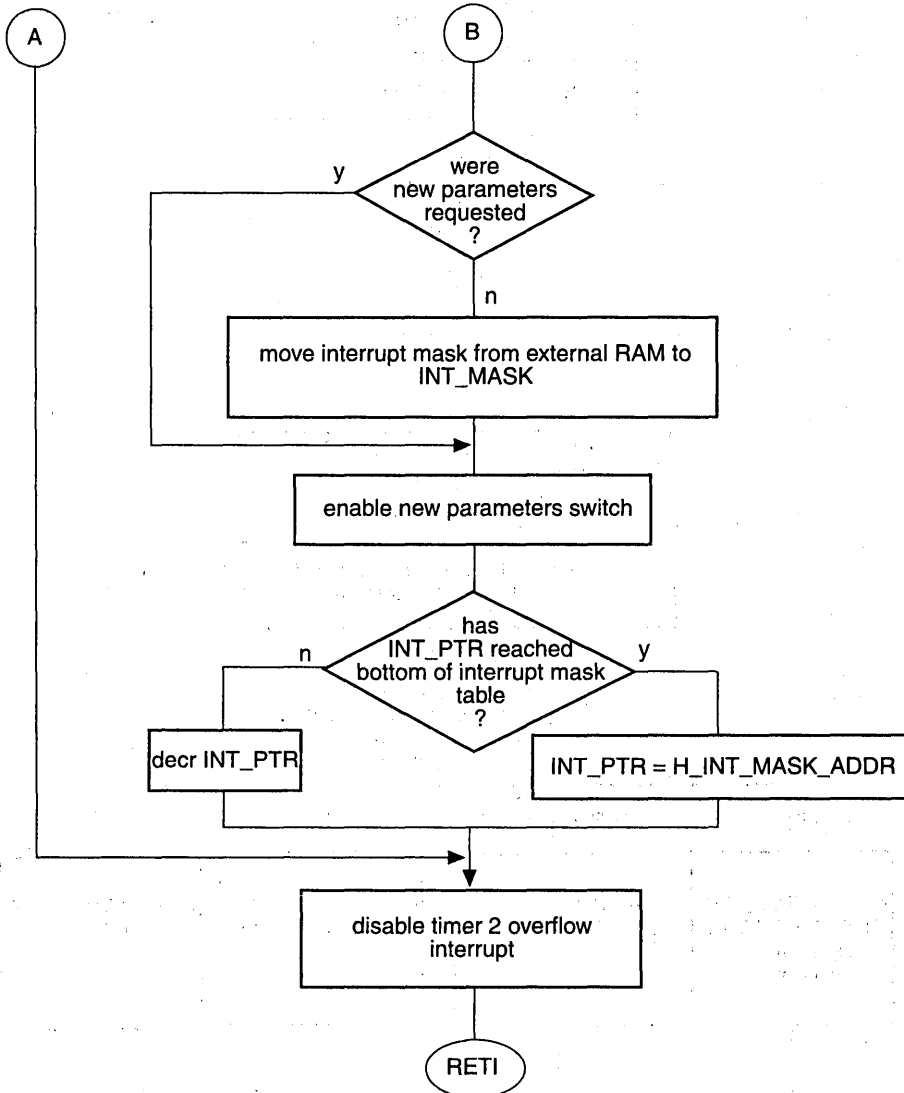 A
B
y
were
new parameters
requested
?
n
move interrupt mask from external RAM to
INT_MASK
enable new parameters switch
n
has
INT_PTR reached
bottom of interrupt mask
table
?
y
decr INT_PTR
INT_PTR = H_INT_MASK_ADDR
disable timer 2 overflow
interrupt
RETI